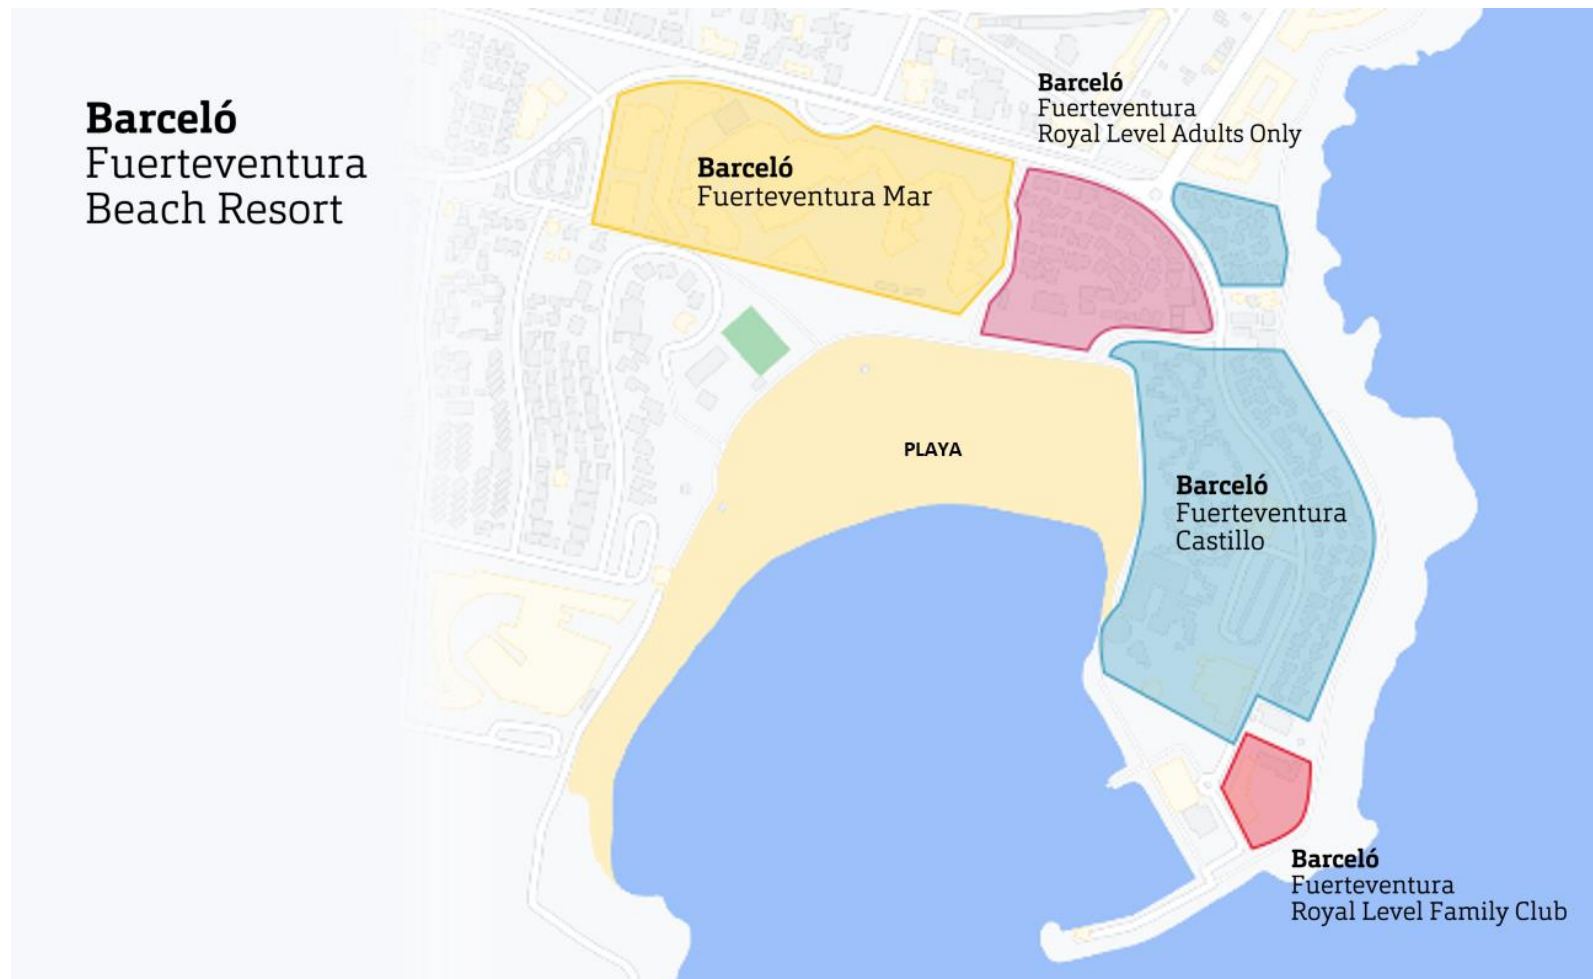 Barceló
Fuerteventura
Beach Resort
Barceló
Fuerteventura
Royal Level Adults Only
Barceló
Fuerteventura Mar
PLAYA
Barceló
Fuerteventura
Castillo
Barceló
Fuerteventura
Royal Level Family Club